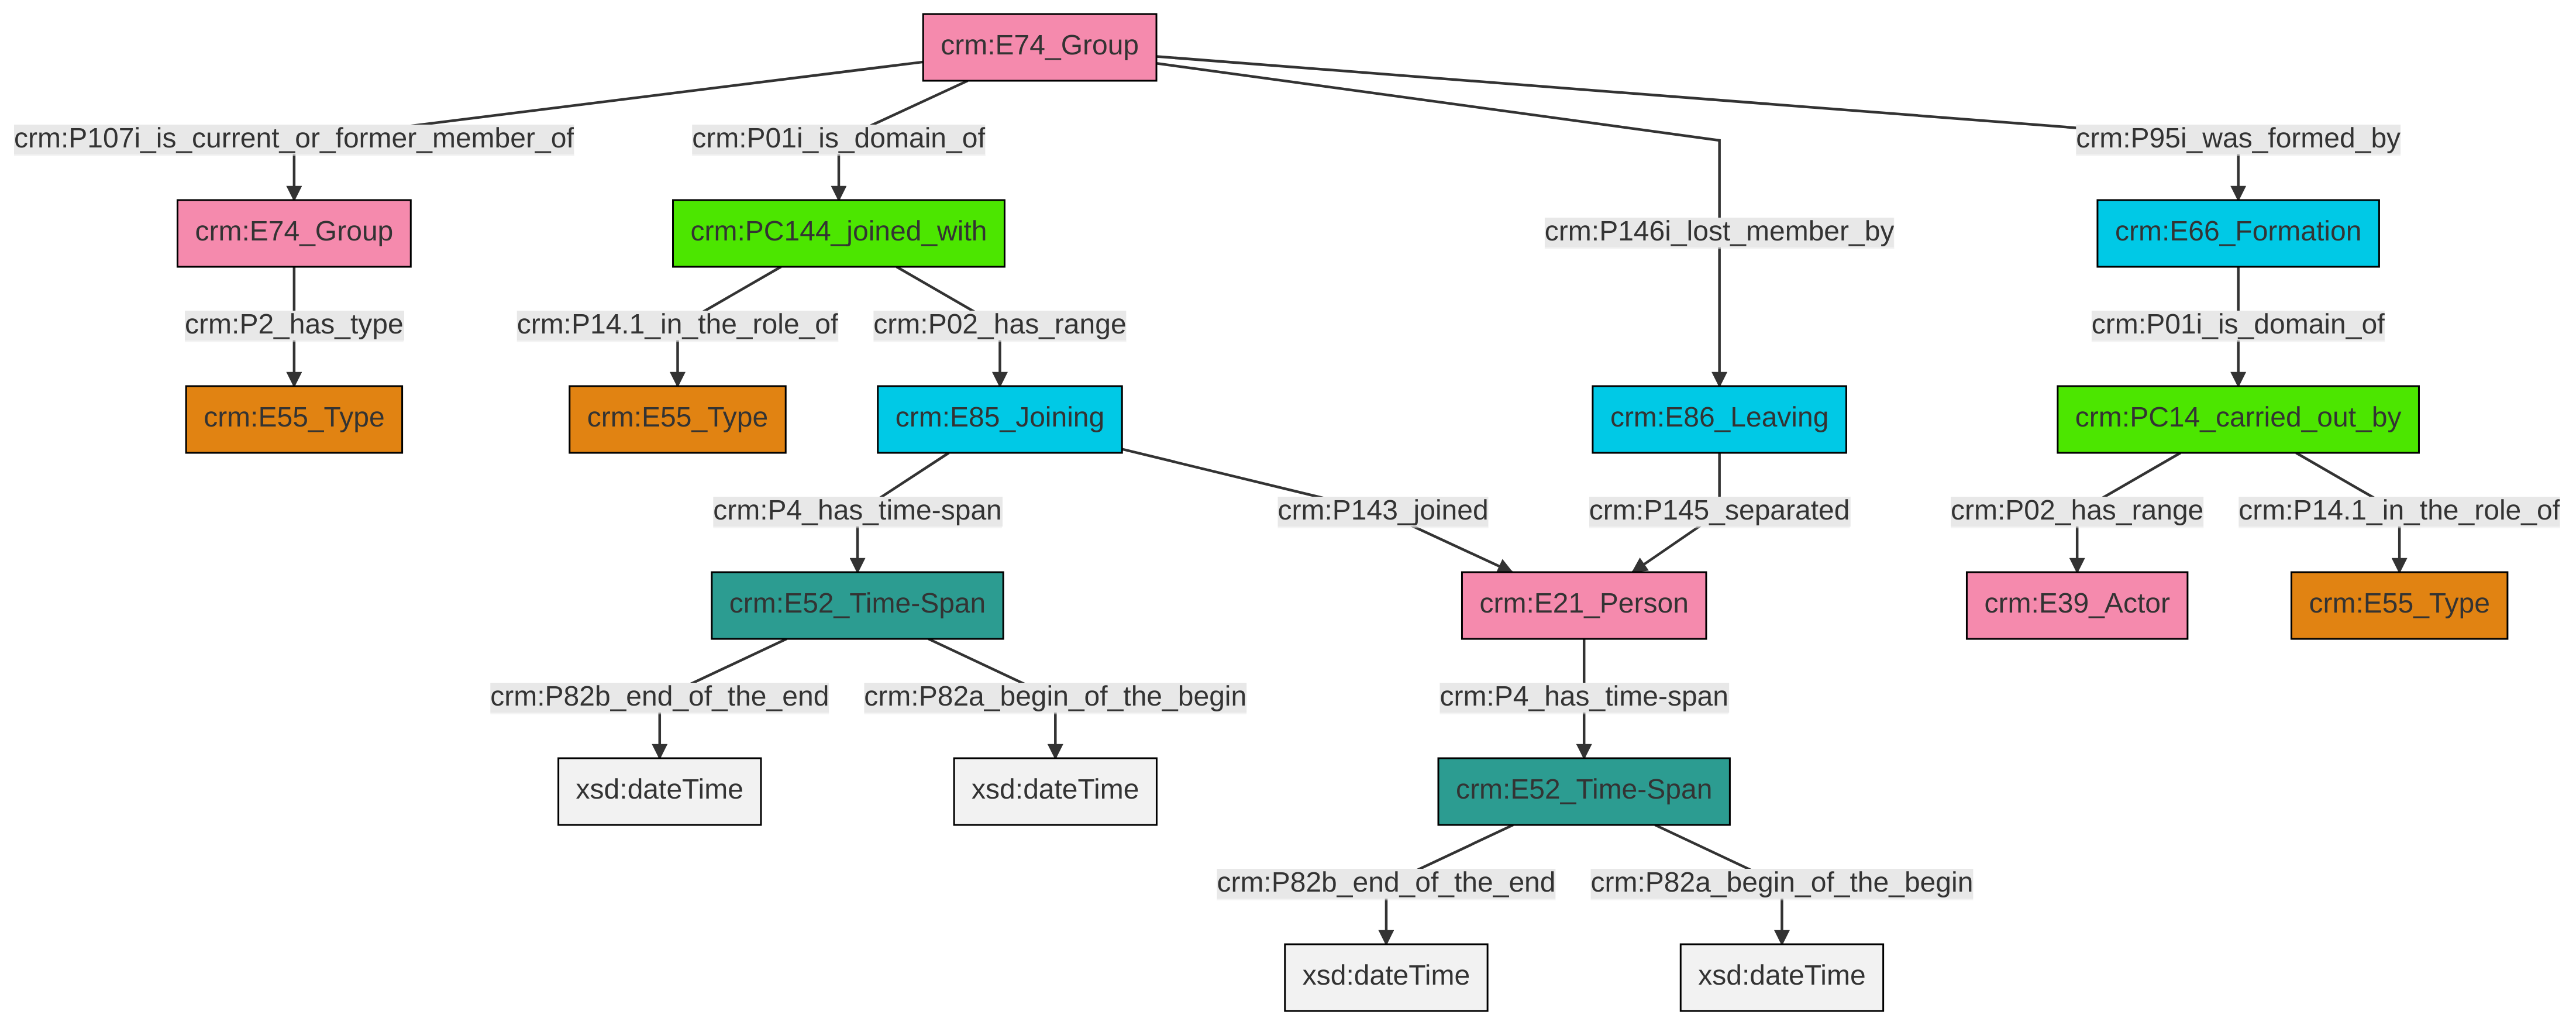 crm:E74_Group
crm:P107i_is_current_or_former_member_of
crm:P01i_is_domain_of
crm:P95i_was_formed_by
crm:E74_Group
crm:PC144_joined_with
crm:P146i_lost_member_by
crm:E66_Formation
crm:P2_has_type
crm:P14.1_in_the_role_of
crm:P02_has_range
crm:P01i_is_domain_of
crm:E55_Type
crm:E55_Type
crm:E85_Joining
crm:E86_Leaving
crm:PC14_carried_out_by
crm:P4_has_time-span
crm:P143_joined
crm:P145_separated
crm:P02_has_range
crm:P14.1_in_the_role_of
crm:E52_Time-Span
crm:E21_Person
crm:E39_Actor
crm:E55_Type
crm:P82b_end_of_the_end
crm:P82a_begin_of_the_begin
crm:P4_has_time-span
xsd:dateTime
xsd:dateTime
crm:E52_Time-Span
crm:P82b_end_of_the_end
crm:P82a_begin_of_the_begin
xsd:dateTime
xsd:dateTime